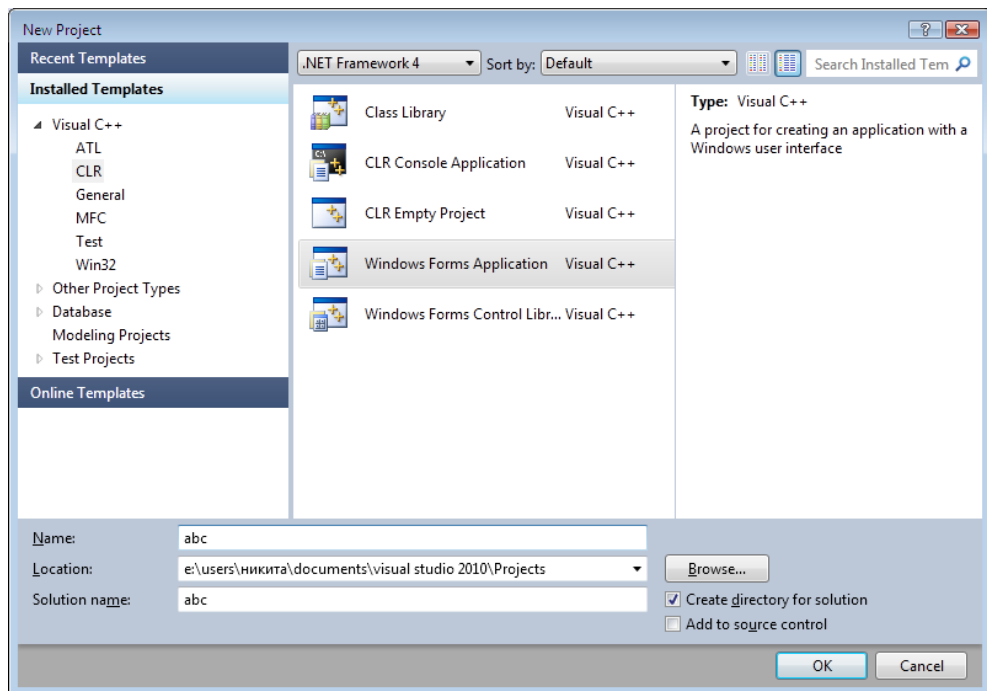 New Project
Recent Templates
Installed Templates
Visual C++
ATL
CLR
General
MFC
Test
Win32
Other Project Types
Database
Modeling Projects
Test Projects
Online Templates
.NET Framework 4 Sort by: Default Search Installed Tem
Class Library Visual C++
CLR Console Application Visual C++
CLR Empty Project Visual C++
Windows Forms Application Visual C++
Windows Forms Control Libr... Visual C++
Type: Visual C++
A project for creating an application with a
Windows user interface
Name: abc
Location: e:\users\никита\documents\visual studio 2010\Projects Browse...
Solution name: abc
Create directory for solution
Add to source control
OK Cancel